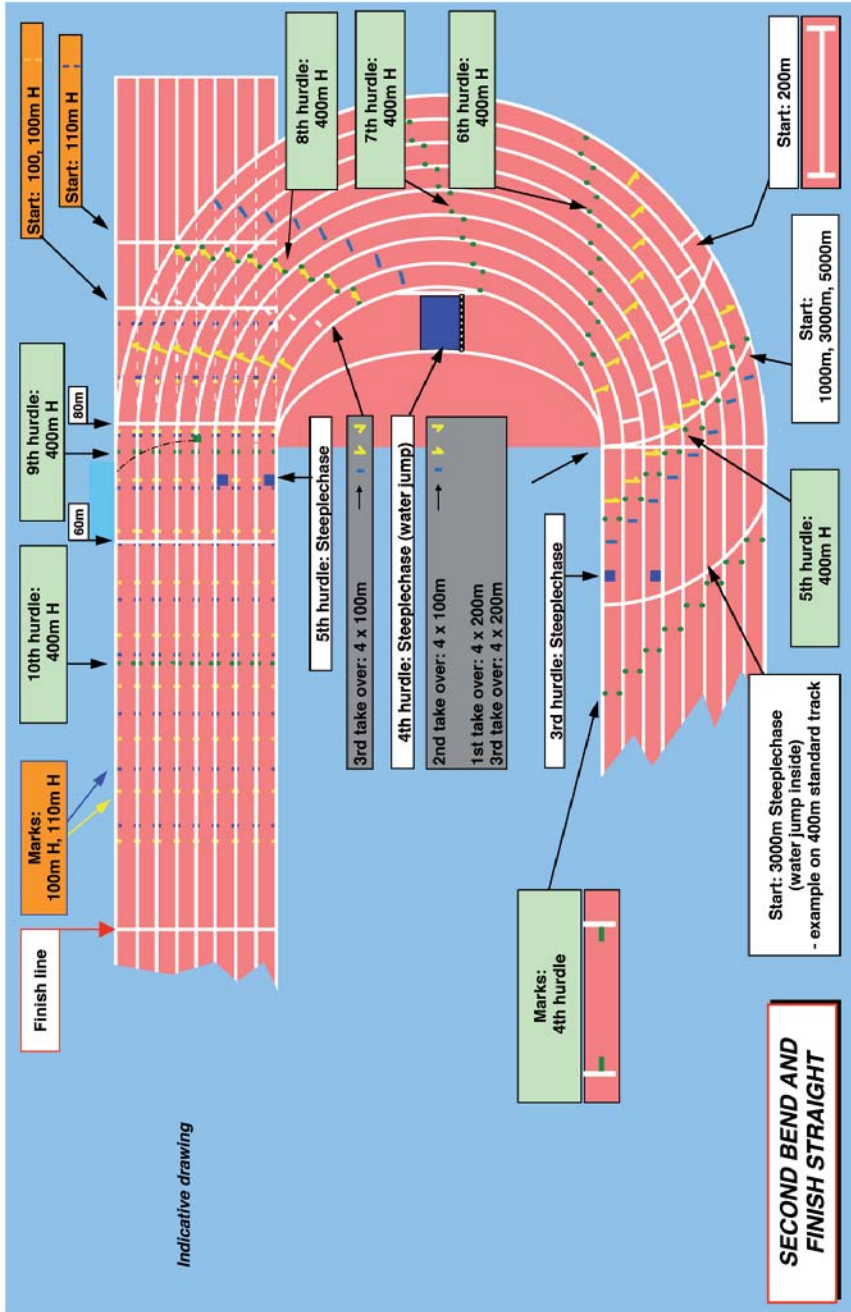 SECOND BEND AND
FINISH STRAIGHT
Indicative drawing
Finish line
Marks:
100m H, 110m H
10th hurdle:
400m H
60m
9th hurdle:
400m H
80m
Start: 100, 100m H
Start: 110m H
8th hurdle:
400m H
7th hurdle:
400m H
6th hurdle:
400m H
5th hurdle: Steeplechase
3rd take over: 4 x 100m
4th hurdle: Steeplechase (water jump)
2nd take over: 4 x 100m
1st take over: 4 x 200m
3rd take over: 4 x 200m
3rd hurdle: Steeplechase
Marks:
4th hurdle
Start: 3000m Steeplechase
(water jump inside)
- example on 400m standard track
5th hurdle:
400m H
Start:
1000m, 3000m, 5000m
Start: 200m